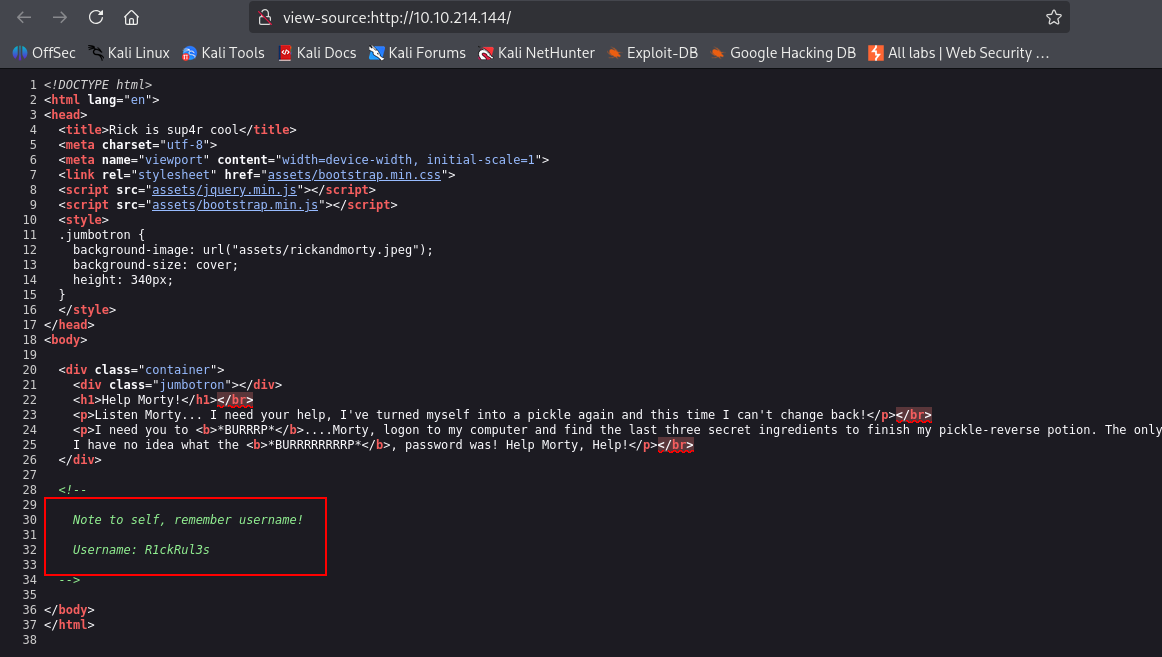 view-source:http://10.10.214.144/
OffSec Kali Linux Kali Tools Kali Docs Kali Forums Kali NetHunter Exploit-DB Google Hacking DB All labs | Web Security …
1 <!DOCTYPE html>
2 <html lang="en">
3 <head>
4 <title>Rick is sup4r cool</title>
5 <meta charset="utf-8">
6 <meta name="viewport" content="width=device-width, initial-scale=1">
7 <link rel="stylesheet" href="assets/bootstrap.min.css">
8 <script src="assets/jquery.min.js"></script>
9 <script src="assets/bootstrap.min.js"></script>
10 <style>
11 .jumbotron {
12 background-image: url("assets/rickandmorty.jpeg");
13 background-size: cover;
14 height: 340px;
15 }
16 </style>
17 </head>
18 <body>
19
20 <div class="container">
21 <div class="jumbotron"></div>
22 <h1>Help Morty!</h1></br>
23 <p>Listen Morty... I need your help, I've turned myself into a pickle again and this time I can't change back!</p></br>
24 <p>I need you to <b>*BURRRP*</b>....Morty, logon to my computer and find the last three secret ingredients to finish my pickle-reverse potion. The only
25 I have no idea what the <b>*BURRRRRRRRP*</b>, password was! Help Morty, Help!</p></br>
26 </div>
27
28 <!--
29
30 Note to self, remember username!
31
32 Username: R1ckRul3s
33
34 -->
35
36 </body>
37 </html>
38